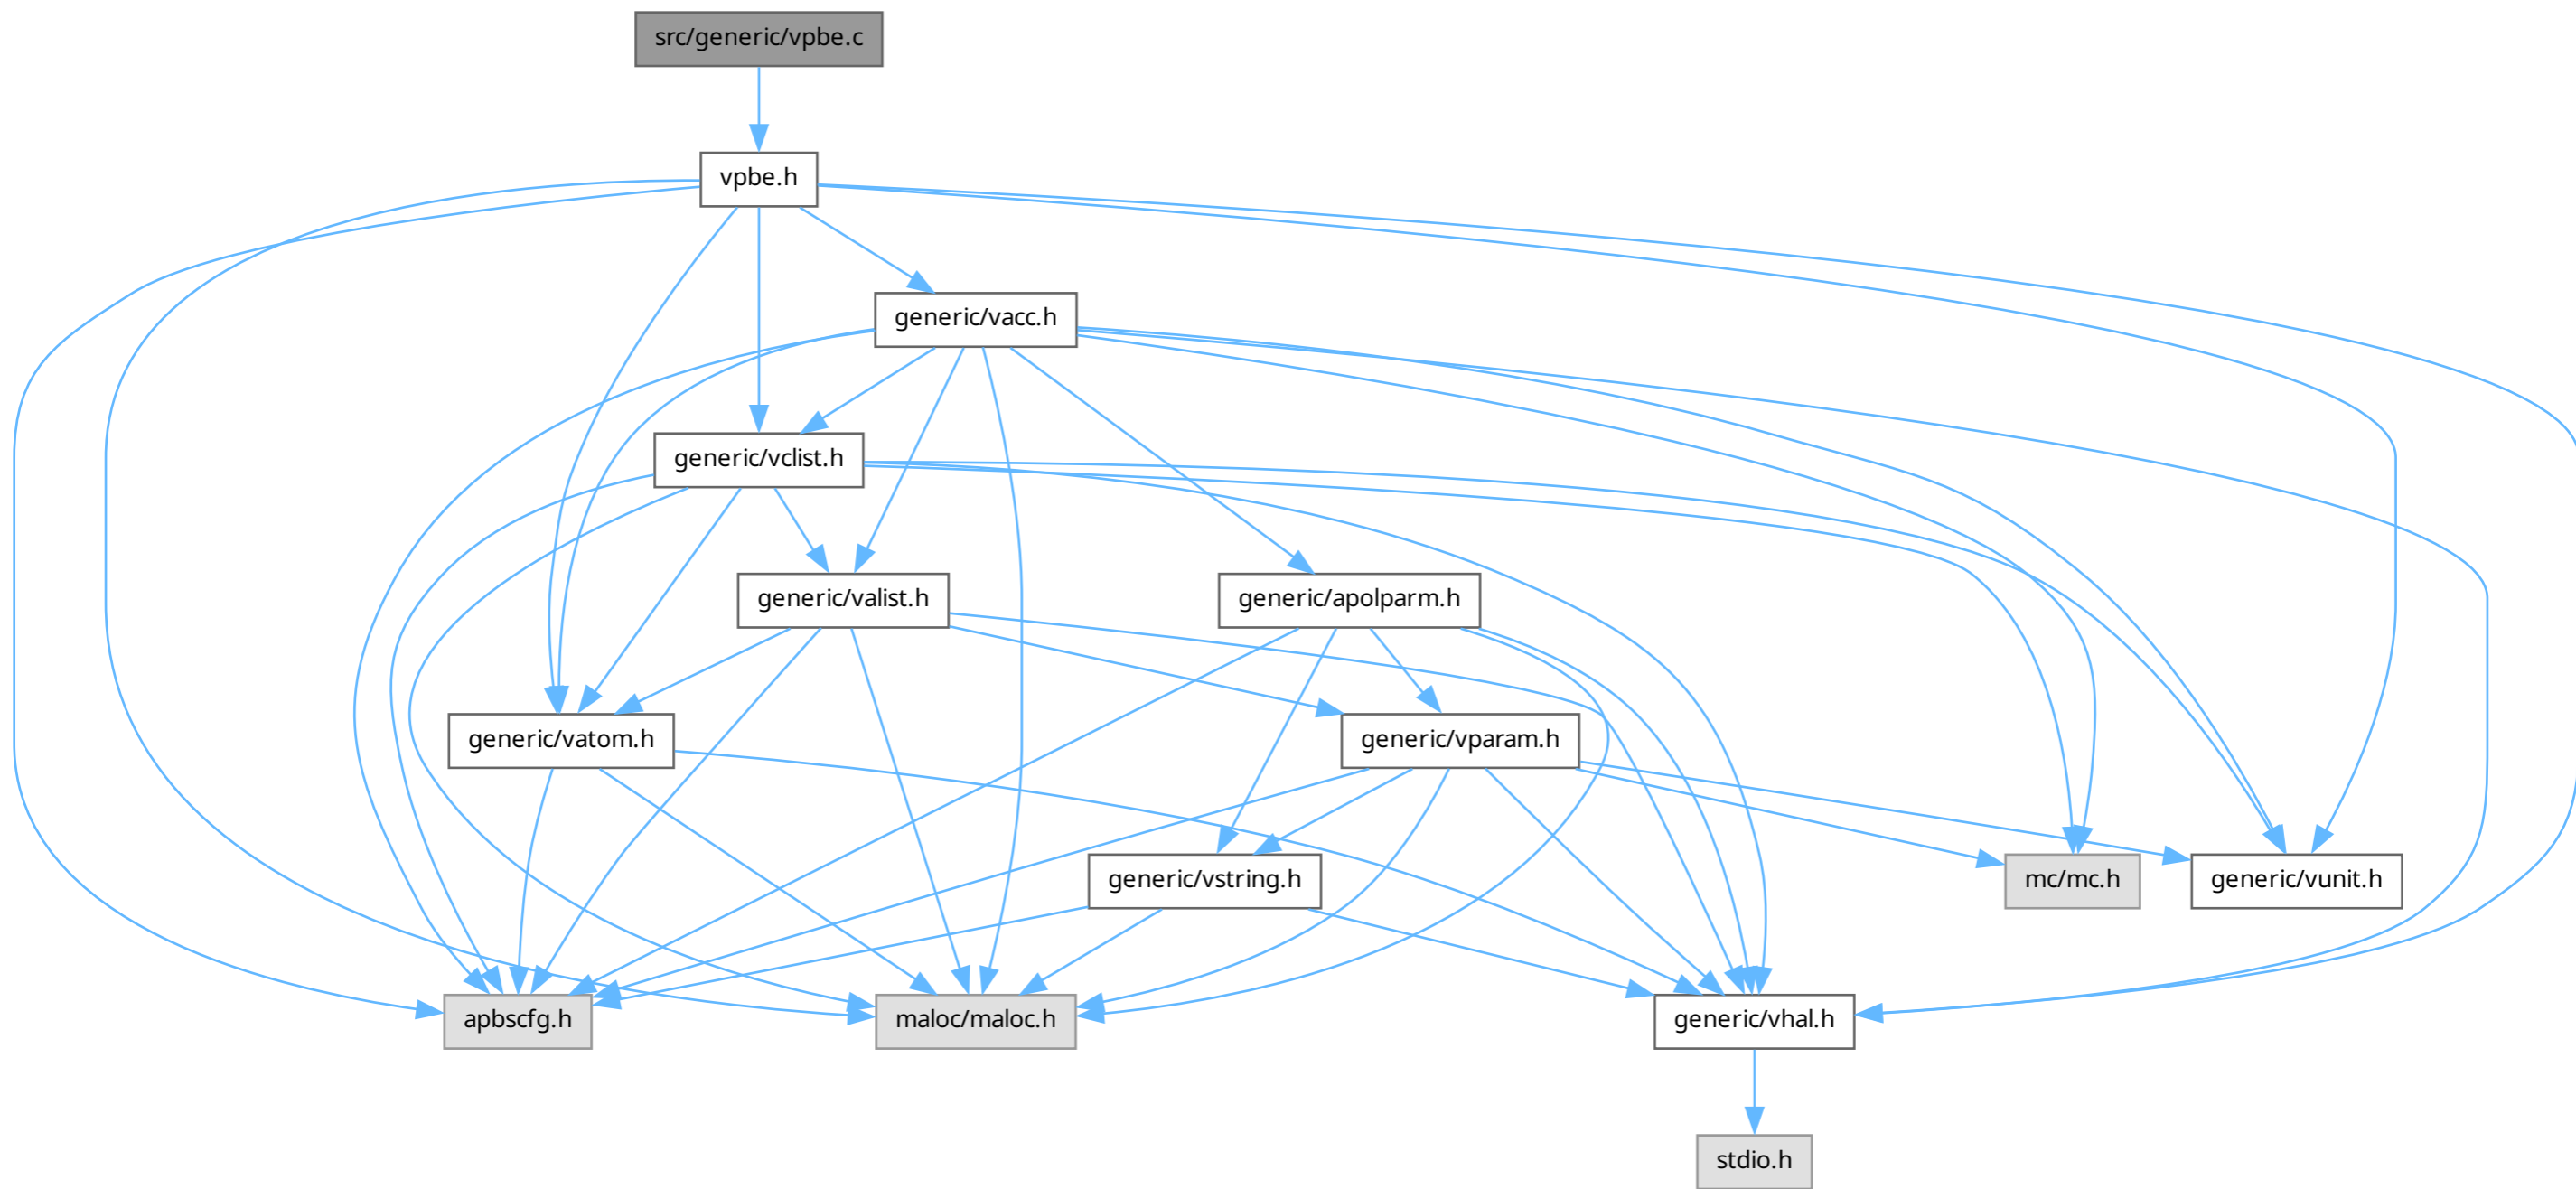 src/generic/vpbe.c
vpbe.h
generic/vacc.h
generic/vclist.h
generic/valist.h
generic/apolparm.h
generic/vatom.h
generic/vparam.h
generic/vstring.h
mc/mc.h
generic/vunit.h
apbscfg.h
maloc/maloc.h
generic/vhal.h
stdio.h